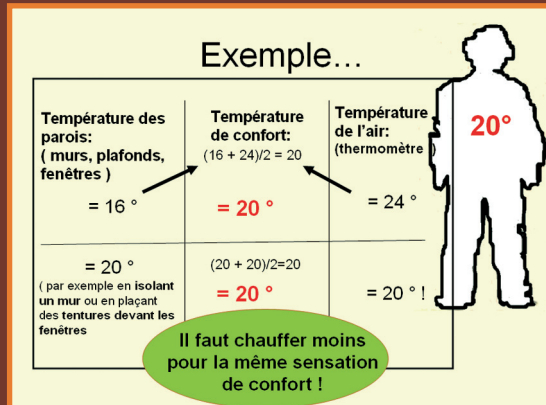 Exemple…
Température des
parois:
( murs, plafonds,
fenêtres )
= 16 °
Température
de confort:
(16 + 24)/2 = 20
= 20 °
Température
de l'air:
(thermomètre )
= 24 °
20°
= 20 °
( par exemple en isolant
un mur ou en plaçant
des tentures devant les
fenêtres
(20 + 20)/2=20
= 20 °
= 20 ° !
Il faut chauffer moins
pour la même sensation
de confort !